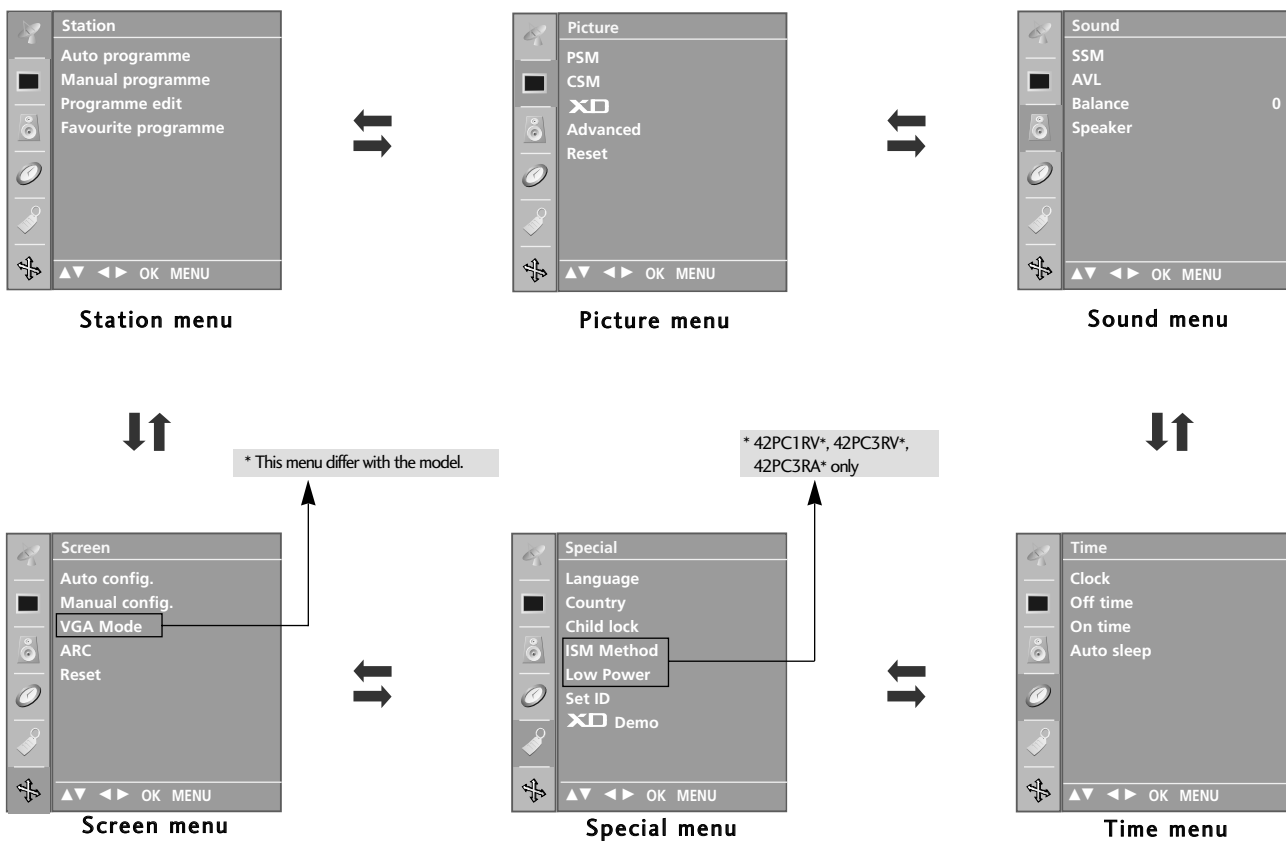 Station
Auto programme
Manual programme
Programme edit
Favourite programme
▲▼ ◄► OK MENU
Station menu
Picture
PSM
CSM
XD
Advanced
Reset
▲▼ ◄► OK MENU
Picture menu
Sound
SSM
AVL
Balance 0
Speaker
▲▼ ◄► OK MENU
Sound menu
* This menu differ with the model.
* 42PC1RV*, 42PC3RV*,
42PC3RA* only
Screen
Auto config.
Manual config.
VGA Mode
ARC
Reset
▲▼ ◄► OK MENU
Screen menu
Special
Language
Country
Child lock
ISM Method
Low Power
Set ID
XD Demo
▲▼ ◄► OK MENU
Special menu
Time
Clock
Off time
On time
Auto sleep
▲▼ ◄► OK MENU
Time menu